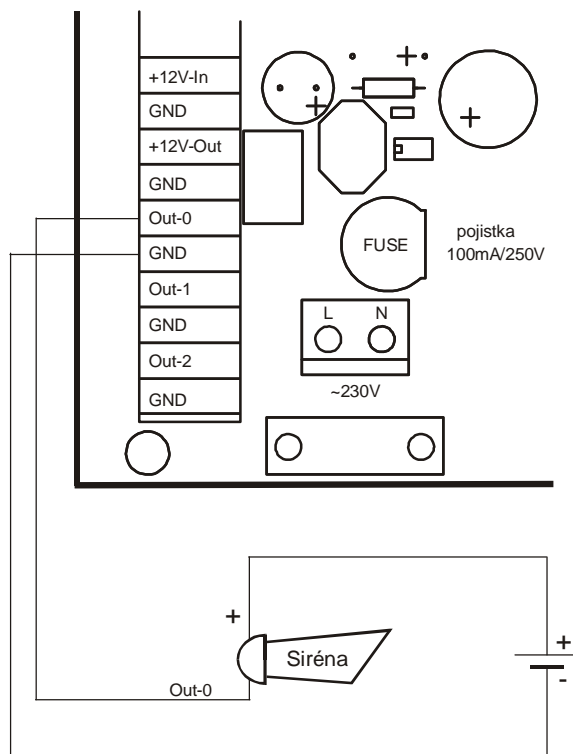 +12V-In
GND
+12V-Out
GND
Out-0
GND
Out-1
GND
Out-2
GND
+
+
+
FUSE
pojistka
100mA/250V
L N
~230V
+
Siréna
Out-0
+
-